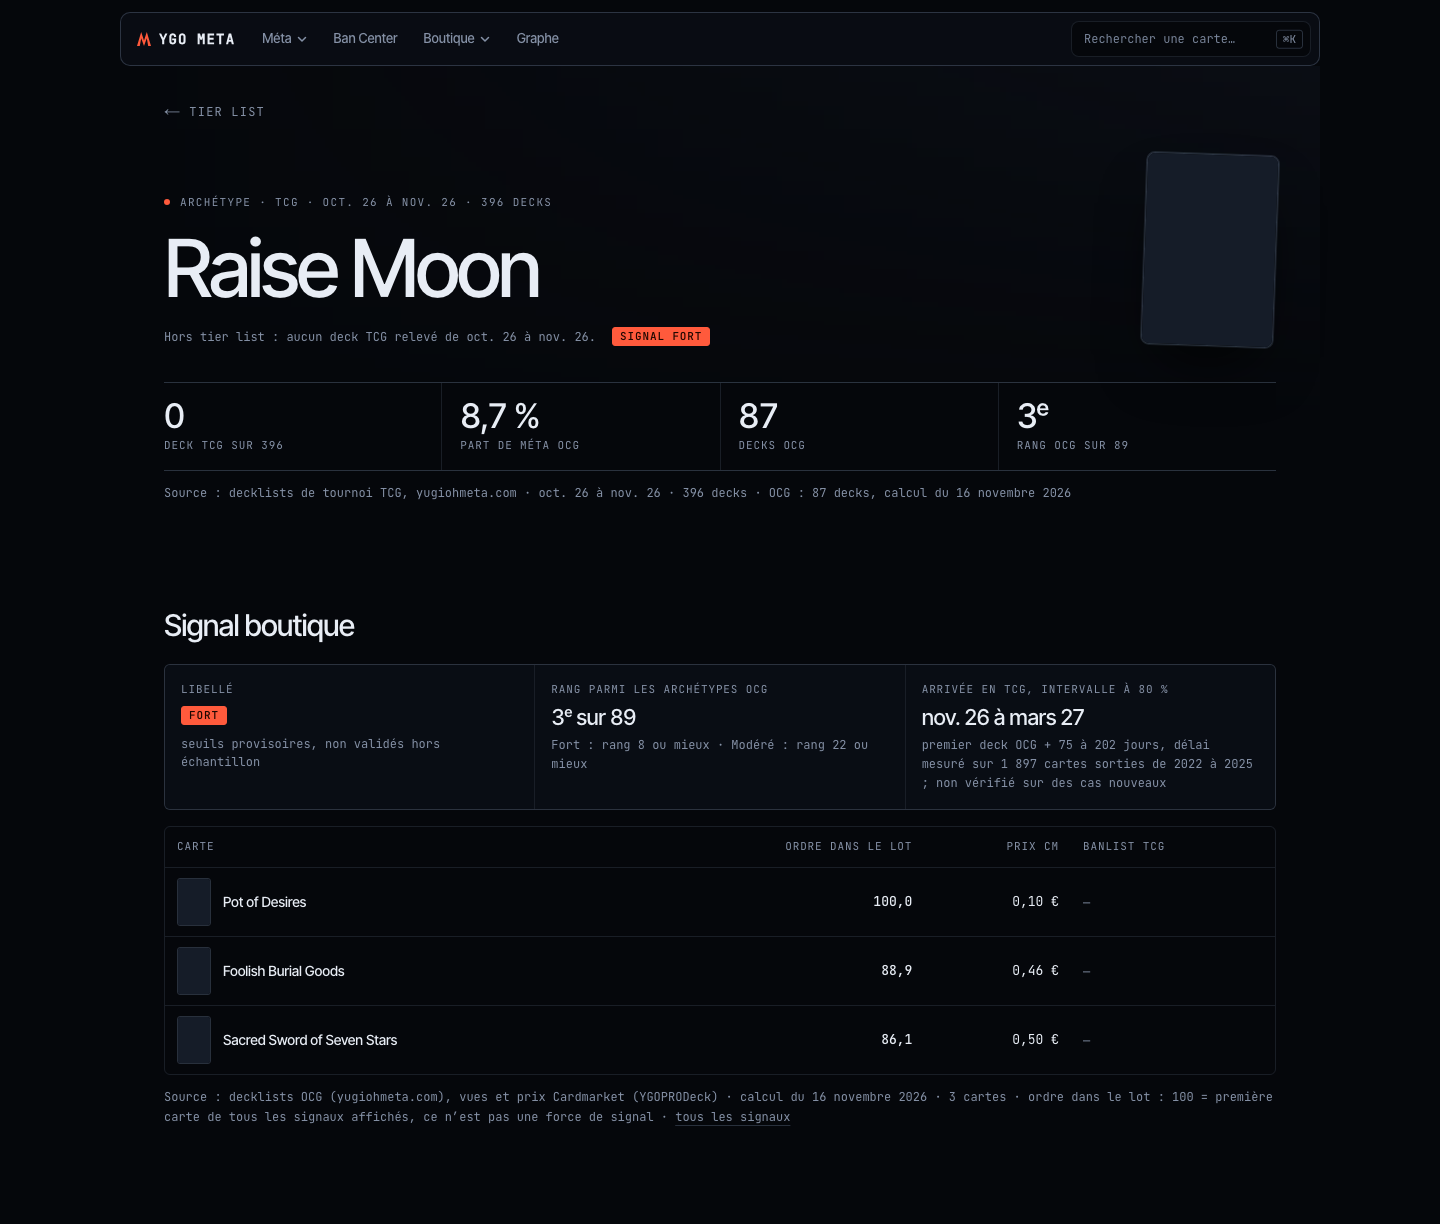 YGO META
Méta
Ban Center
Boutique
Graphe
Rechercher une carte…
⌘K
← TIER LIST
ARCHÉTYPE · TCG · OCT. 26 À NOV. 26 · 396 DECKS
Raise Moon
Hors tier list : aucun deck TCG relevé de oct. 26 à nov. 26.
SIGNAL FORT
0
DECK TCG SUR 396
8,7 %
PART DE MÉTA OCG
87
DECKS OCG
3e
RANG OCG SUR 89
Source : decklists de tournoi TCG, yugiohmeta.com · oct. 26 à nov. 26 · 396 decks · OCG : 87 decks, calcul du 16 novembre 2026
Signal boutique
LIBELLÉ
FORT
seuils provisoires, non validés hors
échantillon
RANG PARMI LES ARCHÉTYPES OCG
3e sur 89
Fort : rang 8 ou mieux · Modéré : rang 22 ou
mieux
ARRIVÉE EN TCG, INTERVALLE À 80 %
nov. 26 à mars 27
premier deck OCG + 75 à 202 jours, délai
mesuré sur 1 897 cartes sorties de 2022 à 2025
; non vérifié sur des cas nouveaux
CARTE ORDRE DANS LE LOT PRIX CM BANLIST TCG
Pot of Desires 100,0 0,10 € —
Foolish Burial Goods 88,9 0,46 € —
Sacred Sword of Seven Stars 86,1 0,50 € —
Source : decklists OCG (yugiohmeta.com), vues et prix Cardmarket (YGOPRODeck) · calcul du 16 novembre 2026 · 3 cartes · ordre dans le lot : 100 = première
carte de tous les signaux affichés, ce n’est pas une force de signal · tous les signaux